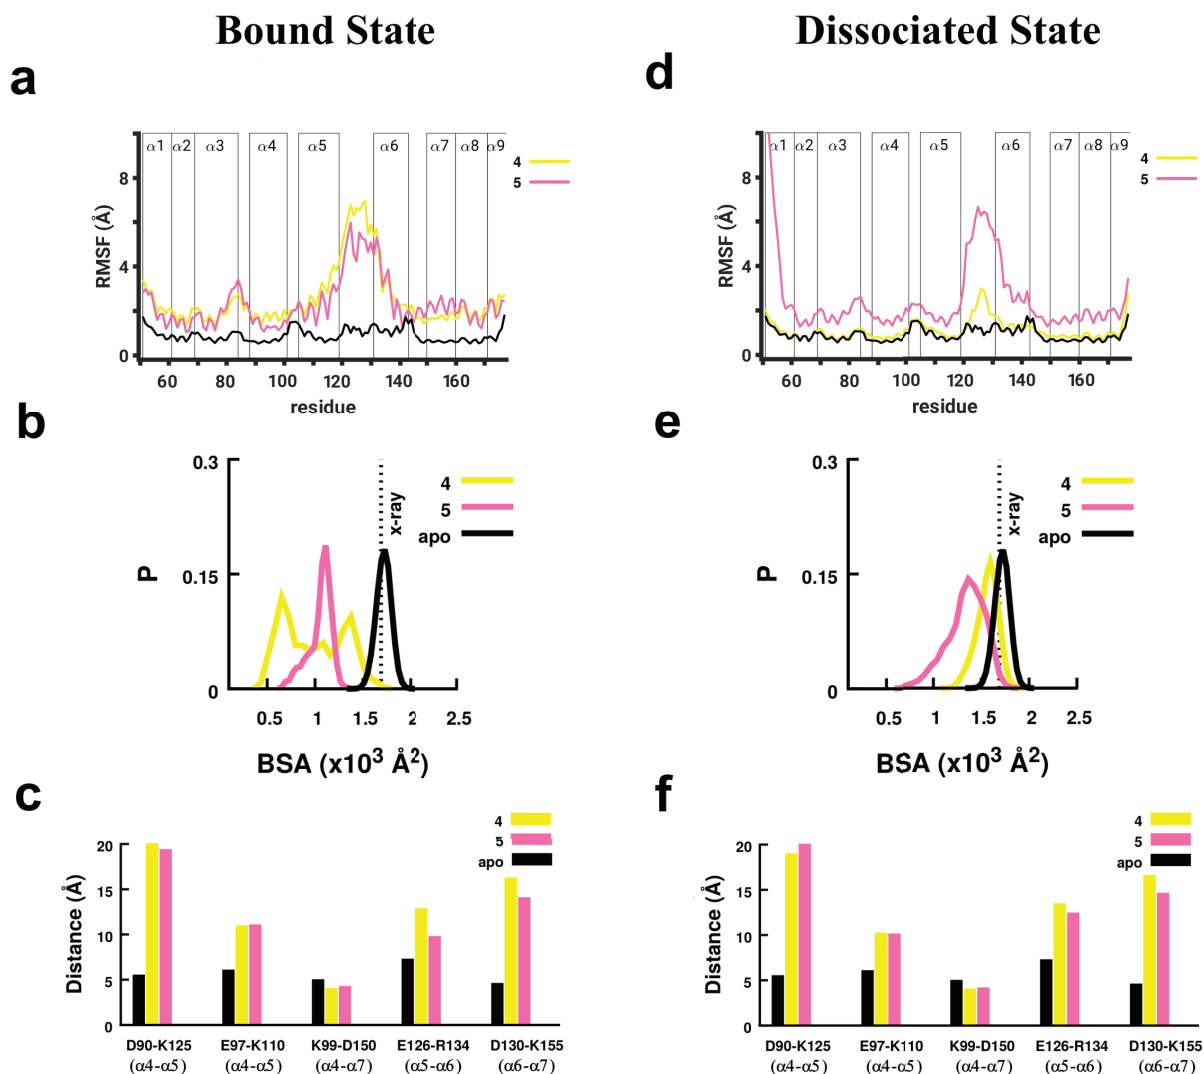 Bound State
Dissociated State
a
α1 α2 α3 α4 α5 α6 α7 α8 α9
4
5
RMSF (Å)
8
4
0
60 80 100 120 140 160
residue
d
α1 α2 α3 α4 α5 α6 α7 α8 α9
4
5
RMSF (Å)
8
4
0
60 80 100 120 140 160
residue
b
0.3
0.15
0
P
x-ray
4
5
apo
0.5 1 1.5 2 2.5
BSA (x10³ Å²)
e
0.3
0.15
0
P
x-ray
4
5
apo
0.5 1 1.5 2 2.5
BSA (x10³ Å²)
c
4
5
apo
Distance (Å)
20
15
10
5
0
D90-K125 E97-K110 K99-D150 E126-R134 D130-K155
(α4-α5) (α4-α5) (α4-α7) (α5-α6) (α6-α7)
f
4
5
apo
Distance (Å)
20
15
10
5
0
D90-K125 E97-K110 K99-D150 E126-R134 D130-K155
(α4-α5) (α4-α5) (α4-α7) (α5-α6) (α6-α7)